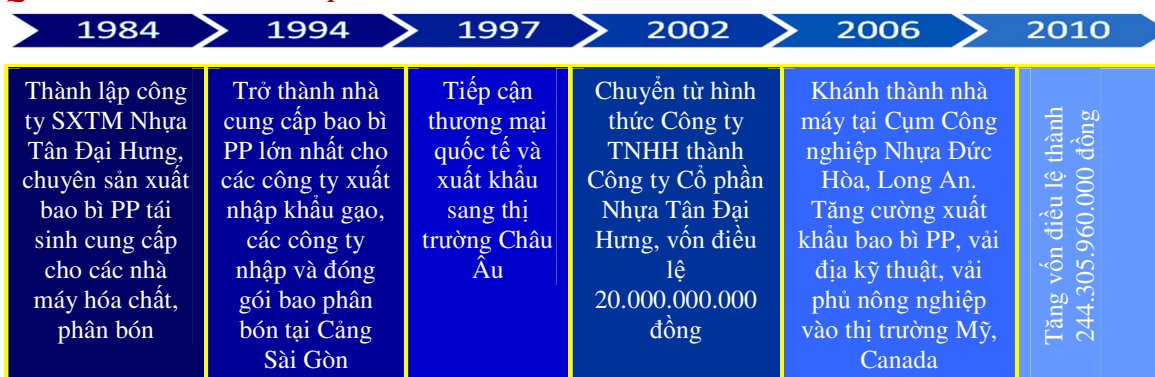 1984
1994
1997
2002
2006
2010
Thành lập công
ty SXTM Nhựa
Tân Đại Hưng,
chuyên sản xuất
bao bì PP tái
sinh cung cấp
cho các nhà
máy hóa chất,
phân bón
Trở thành nhà
cung cấp bao bì
PP lớn nhất cho
các công ty xuất
nhập khẩu gạo,
các công ty
nhập và đóng
gói bao phân
bón tại Cảng
Sài Gòn
Tiếp cận
thương mại
quốc tế và
xuất khẩu
sang thị
trường Châu
Âu
Chuyển từ hình
thức Công ty
TNHH thành
Công ty Cổ phần
Nhựa Tân Đại
Hưng, vốn điều
lệ
20.000.000.000
đồng
Khánh thành nhà
máy tại Cụm Công
nghiệp Nhựa Đức
Hòa, Long An.
Tăng cường xuất
khẩu bao bì PP, vải
địa kỹ thuật, vải
phủ nông nghiệp
vào thị trường Mỹ,
Canada
Tăng vốn điều lệ thành
244.305.960.000 đồng